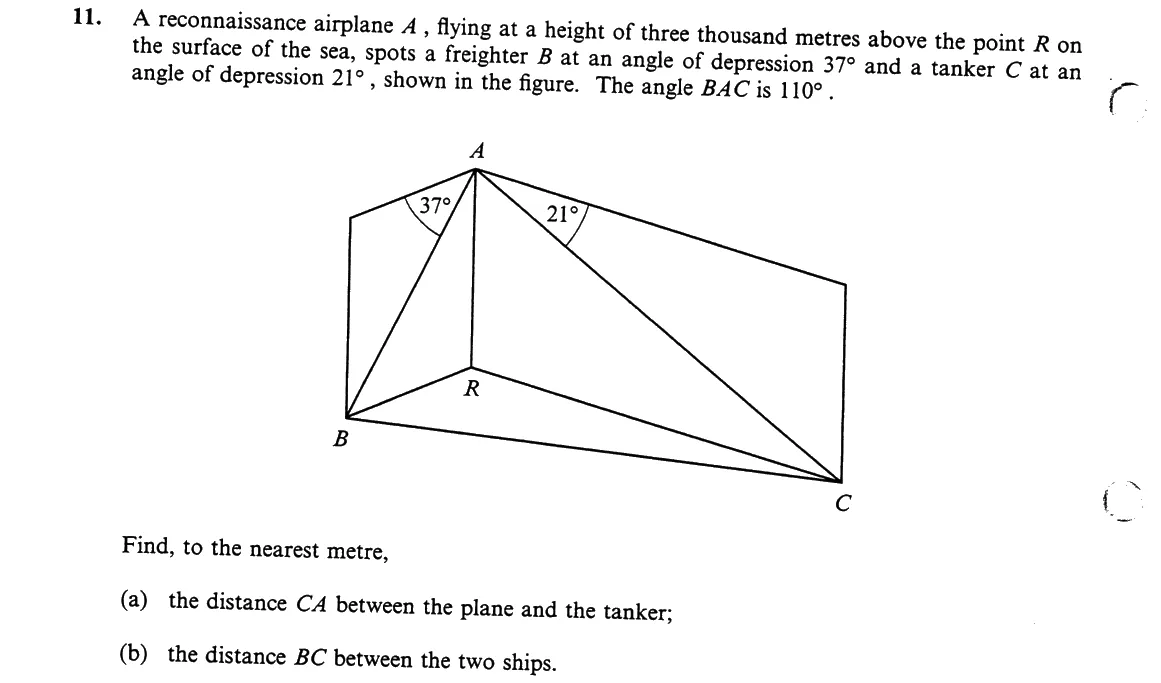 11. A reconnaissance airplane A , flying at a height of three thousand metres above the point R on
the surface of the sea, spots a freighter B at an angle of depression 37° and a tanker C at an
angle of depression 21° , shown in the figure. The angle BAC is 110° .
A
37°
21°
R
B
C
Find, to the nearest metre,
(a) the distance CA between the plane and the tanker;
(b) the distance BC between the two ships.